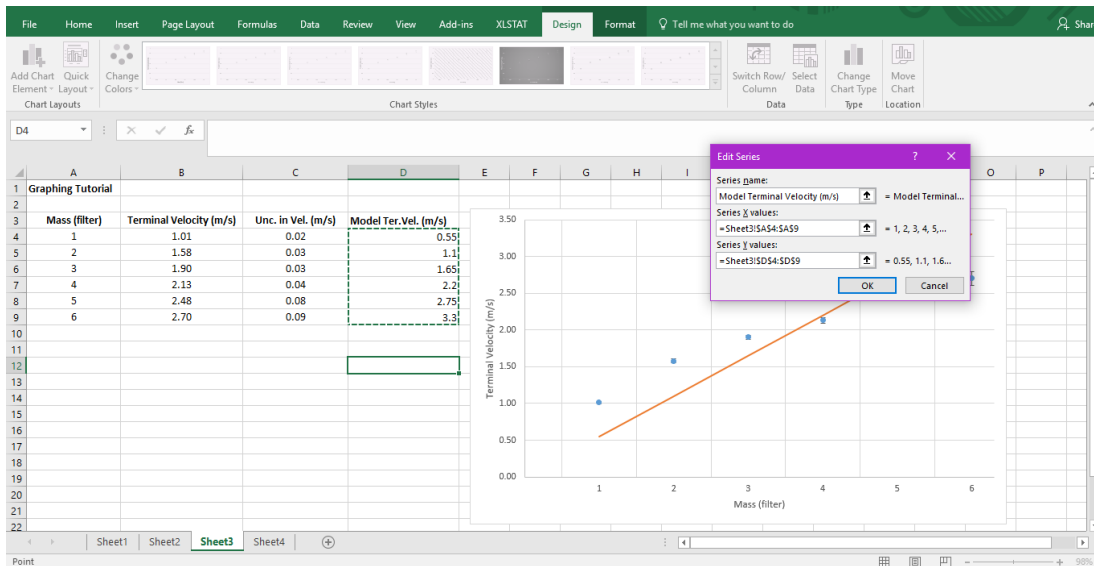 File Home Insert Page Layout Formulas Data Review View Add-ins XLSTAT Design Format Tell me what you want to do Shar
Add Chart Element Quick Layout Change Colors Switch Row/ Column Select Data Change Chart Type Move Chart
Chart Layouts Chart Styles Data Type Location
D4 fx
Edit Series ? ×
Series name:
Model Terminal Velocity (m/s) = Model Terminal...
Series X values:
=Sheet3!$A$4:$A$9 = 1, 2, 3, 4, 5,...
Series Y values:
=Sheet3!$D$4:$D$9 = 0.55, 1.1, 1.6...
OK Cancel
A B C D E F G H I O P
1 Graphing Tutorial
2
3 Mass (filter) Terminal Velocity (m/s) Unc. in Vel. (m/s) Model Ter.Vel. (m/s)
4 1 1.01 0.02 0.55
5 2 1.58 0.03 1.1
6 3 1.90 0.03 1.65
7 4 2.13 0.04 2.2
8 5 2.48 0.08 2.75
9 6 2.70 0.09 3.3
10
11
12
13
14
15
16
17
18
19
20
21
22
3.50
3.00
2.50
2.00
1.50
1.00
0.50
0.00
Terminal Velocity (m/s)
1 2 3 4 5 6
Mass (filter)
Sheet1 Sheet2 Sheet3 Sheet4
Point 98%